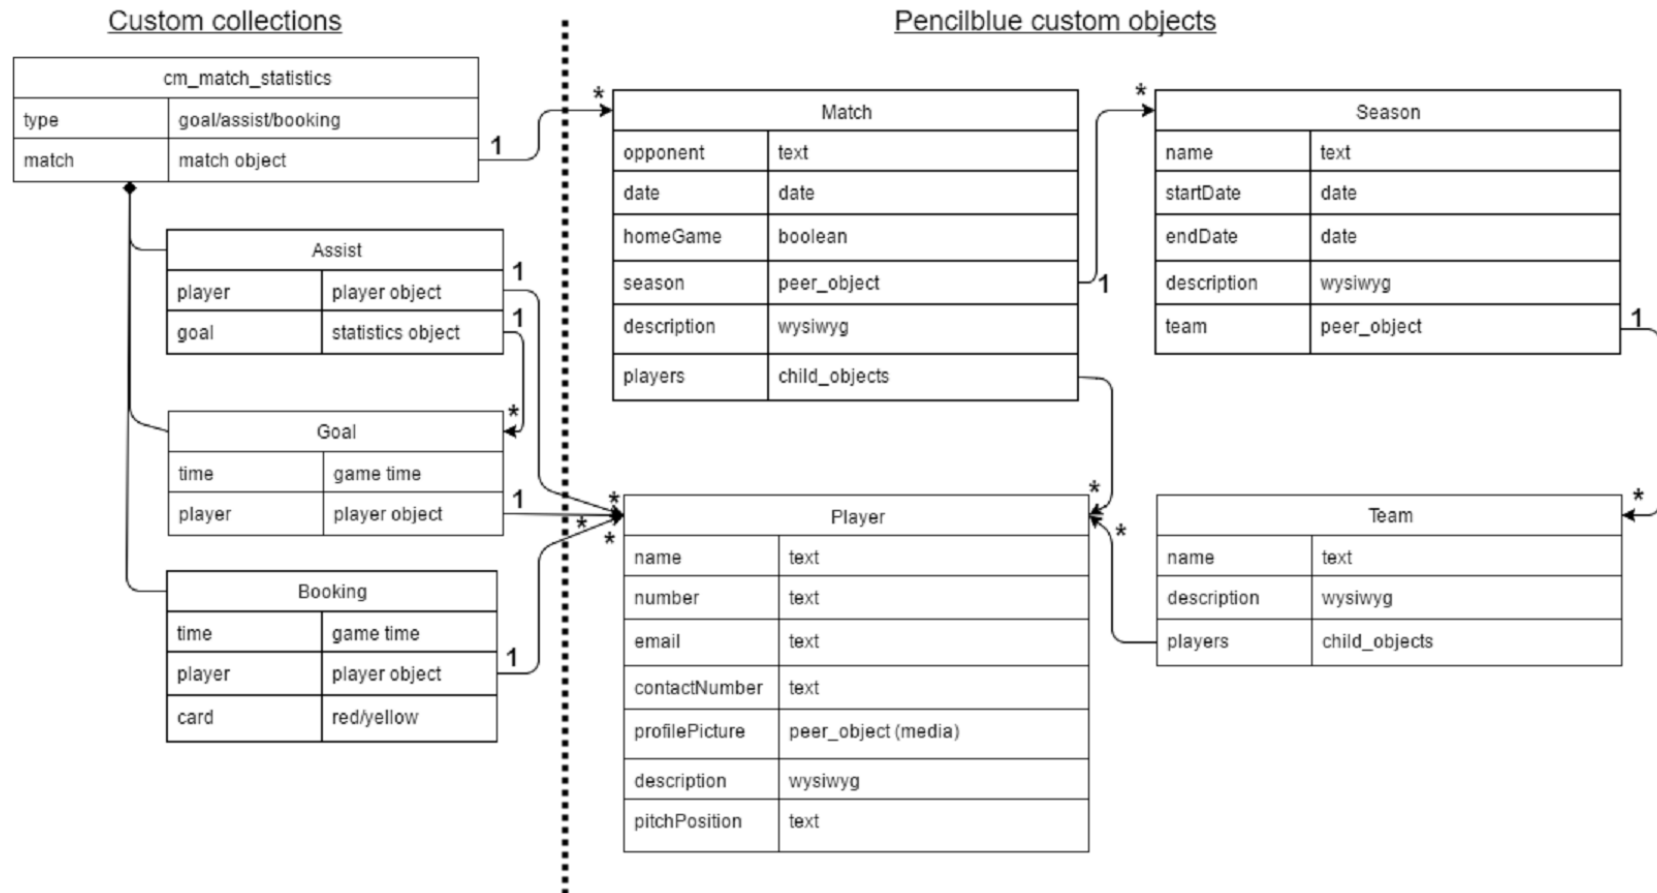 Custom collections
Pencilblue custom objects
cm_match_statistics
type goal/assist/booking
match match object
1
*
Assist
player player object
1
goal statistics object
1
*
Goal
time game time
player player object
1
*
*
*
Booking
time game time
player player object
1
card red/yellow
Match
opponent text
date date
homeGame boolean
season peer_object
1
description wysiwyg
players child_objects
*
Season
name text
startDate date
endDate date
description wysiwyg
team peer_object
1
*
Player
name text
number text
email text
contactNumber text
profilePicture peer_object (media)
description wysiwyg
pitchPosition text
*
*
Team
name text
description wysiwyg
players child_objects
*